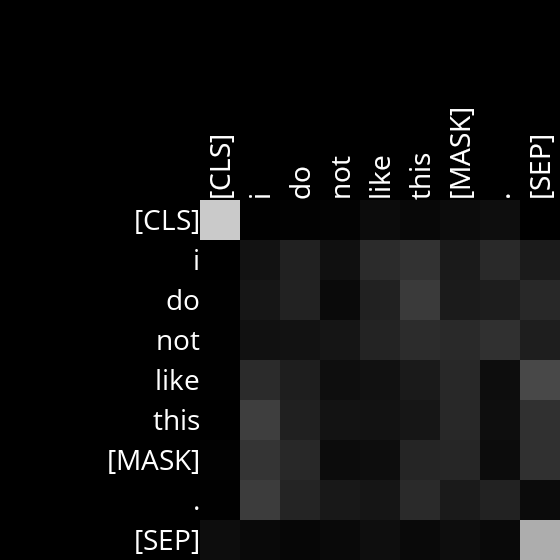 [CLS] i do not like this [MASK] . [SEP]
[CLS]
i
do
not
like
this
[MASK]
.
[SEP]